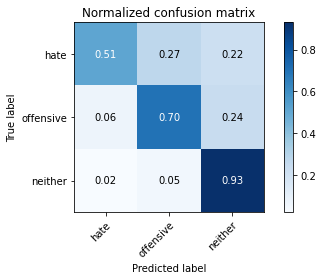 Normalized confusion matrix
True label
hate
0.51 0.27 0.22
offensive
0.06 0.70 0.24
neither
0.02 0.05 0.93
hate
offensive
neither
Predicted label
0.8
0.6
0.4
0.2